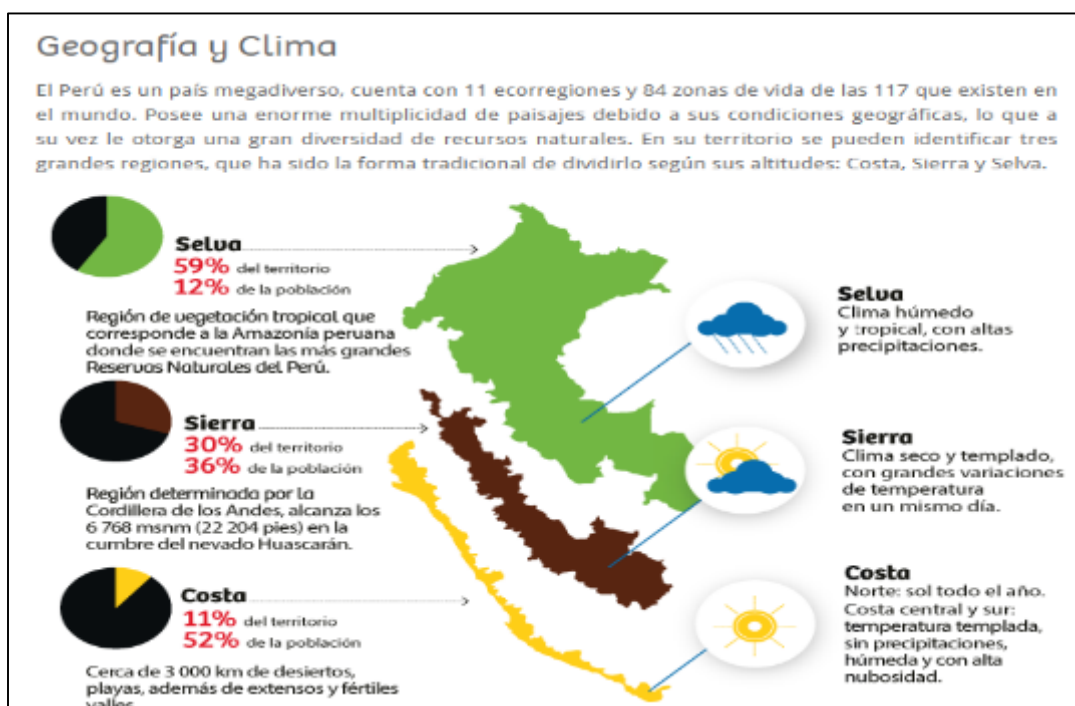 Geografía y Clima
El Perú es un país megadiverso, cuenta con 11 ecorregiones y 84 zonas de vida de las 117 que existen en
el mundo. Posee una enorme multiplicidad de paisajes debido a sus condiciones geográficas, lo que a
su vez le otorga una gran diversidad de recursos naturales. En su territorio se pueden identificar tres
grandes regiones, que ha sido la forma tradicional de dividirlo según sus altitudes: Costa, Sierra y Selva.
Selva
59% del territorio
12% de la población
Región de vegetación tropical que
corresponde a la Amazonía peruana
donde se encuentran las más grandes
Reservas Naturales del Perú.
Sierra
30% del territorio
36% de la población
Región determinada por la
Cordillera de los Andes, alcanza los
6 768 msnm (22 204 pies) en la
cumbre del nevado Huascarán.
Costa
11% del territorio
52% de la población
Cerca de 3 000 km de desiertos,
playas, además de extensos y fértiles
valles
Selva
Clima húmedo
y tropical, con altas
precipitaciones.
Sierra
Clima seco y templado,
con grandes variaciones
de temperatura
en un mismo día.
Costa
Norte: sol todo el año.
Costa central y sur:
temperatura templada,
sin precipitaciones,
húmeda y con alta
nubosidad.